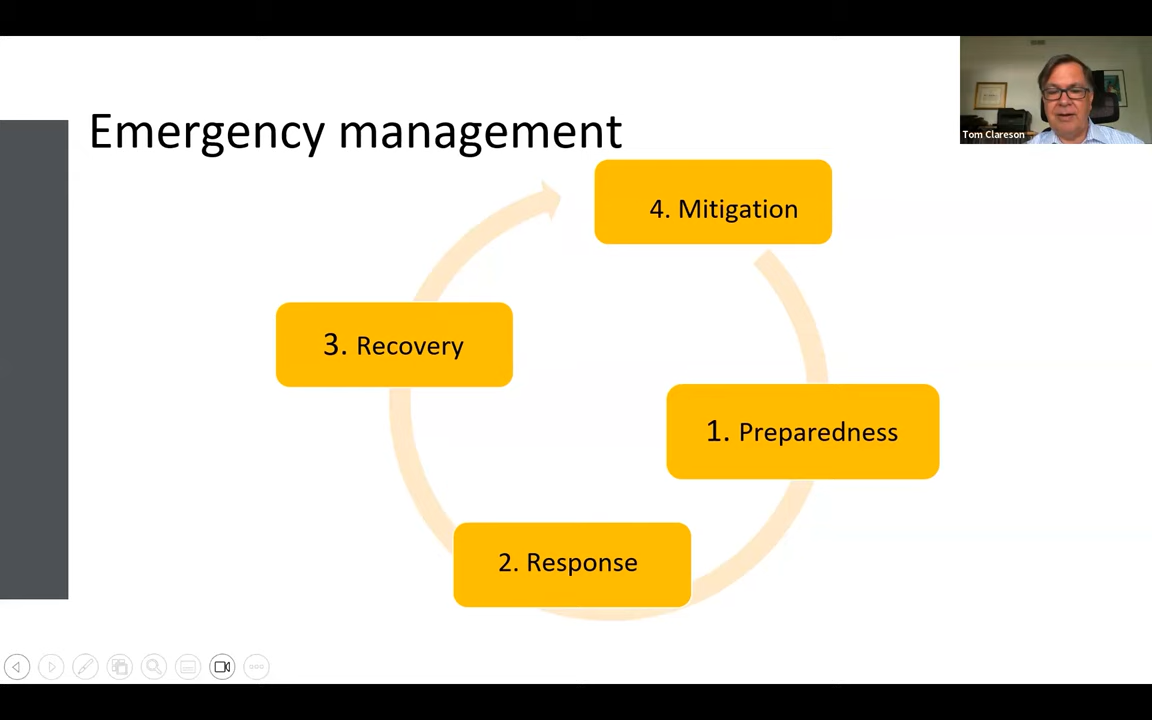 Emergency management
Tom Clareson
4. Mitigation
3. Recovery
1. Preparedness
2. Response